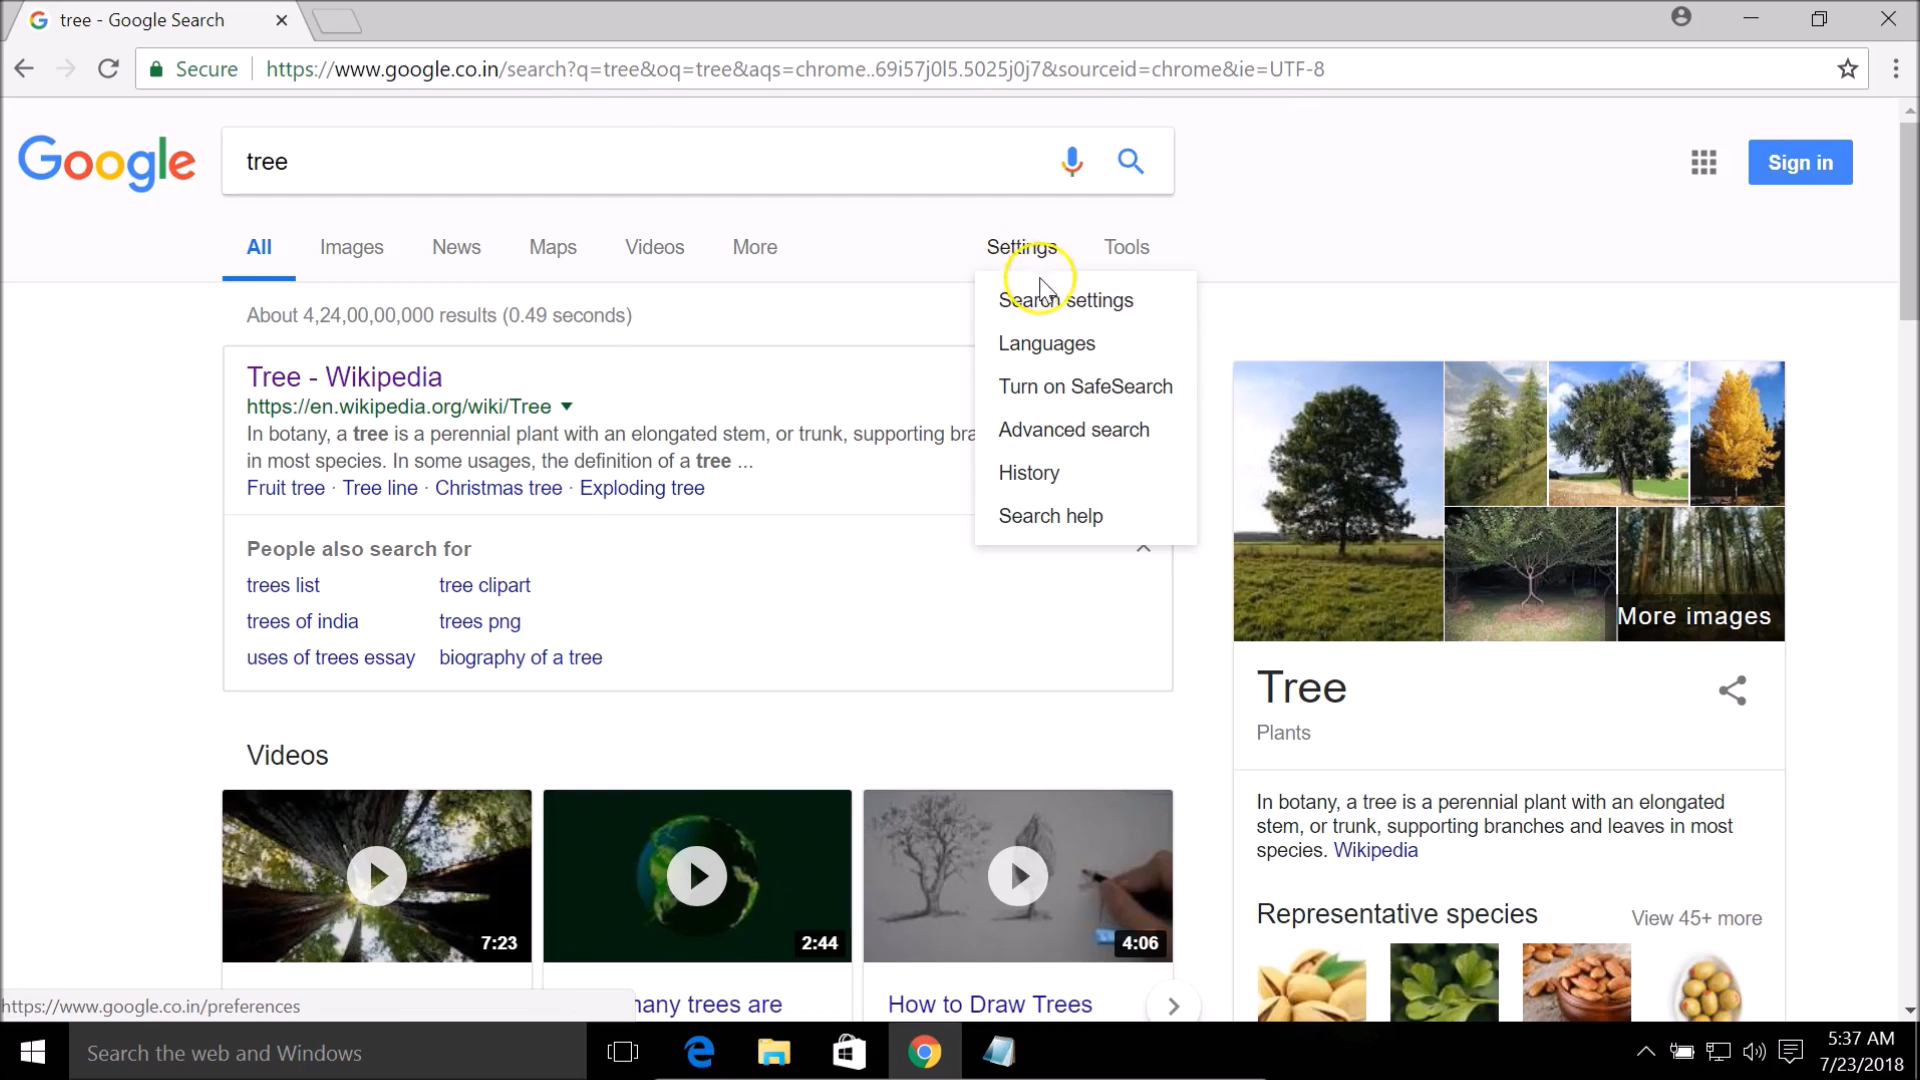 tree - Google Search
Secure https://www.google.co.in/search?q=tree&oq=tree&aqs=chrome..69i57j0l5.5025j0j7&sourceid=chrome&ie=UTF-8
Google
tree
Sign in
All Images News Maps Videos More Settings Tools
Search settings
Languages
Turn on SafeSearch
Advanced search
History
Search help
About 4,24,00,00,000 results (0.49 seconds)
Tree - Wikipedia
https://en.wikipedia.org/wiki/Tree
In botany, a tree is a perennial plant with an elongated stem, or trunk, supporting
in most species. In some usages, the definition of a tree ...
Fruit tree · Tree line · Christmas tree · Exploding tree
People also search for
trees list tree clipart
trees of india trees png
uses of trees essay biography of a tree
Videos
7:23
2:44
4:06
many trees are
How to Draw Trees
More images
Tree
Plants
In botany, a tree is a perennial plant with an elongated
stem, or trunk, supporting branches and leaves in most
species. Wikipedia
Representative species View 45+ more
https://www.google.co.in/preferences
Search the web and Windows
5:37 AM
7/23/2018